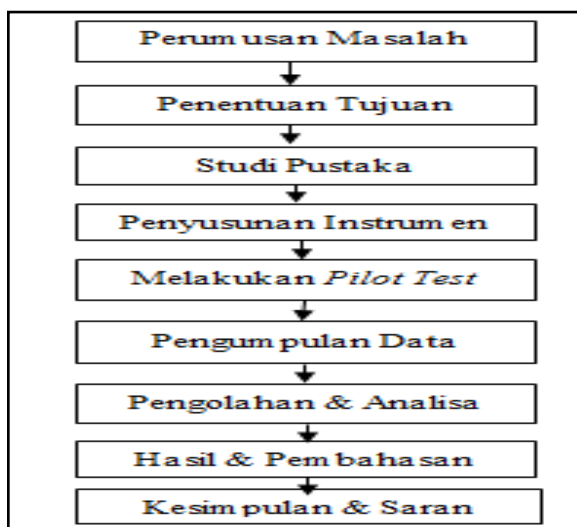 Perumusan Masalah
Penentuan Tujuan
Studi Pustaka
Penyusunan Instrumen
Melakukan Pilot Test
Pengumpulan Data
Pengolahan & Analisa
Hasil & Pembahasan
Kesimpulan & Saran